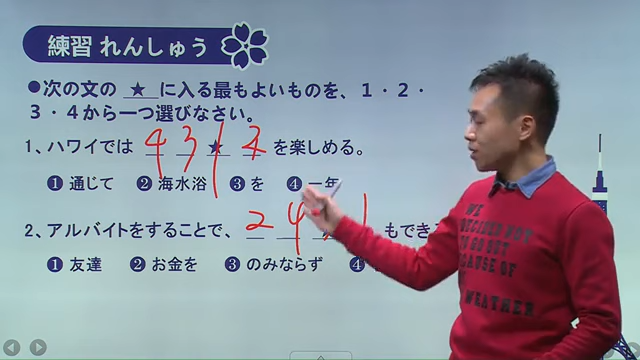 練習 れんしゅう
●次の文の __★__ に入る最もよいものを、１・２・
３・４から一つ選びなさい。
1、ハワイでは 4 3 1 ★ 2 を楽しめる。
❶ 通じて ❷ 海水浴 ❸ を ❹ 一年
2、アルバイトをすることで、 2 4 1 もでき
❶ 友達 ❷ お金を ❸ のみならず ❹
WE
DECIDED NOT
TO GO OUT
CAUSE OF
WEATHER.